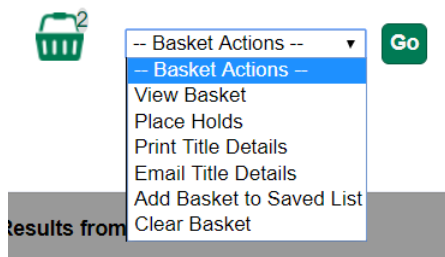 2
-- Basket Actions --
Go
-- Basket Actions --
View Basket
Place Holds
Print Title Details
Email Title Details
Add Basket to Saved List
Clear Basket
Results from